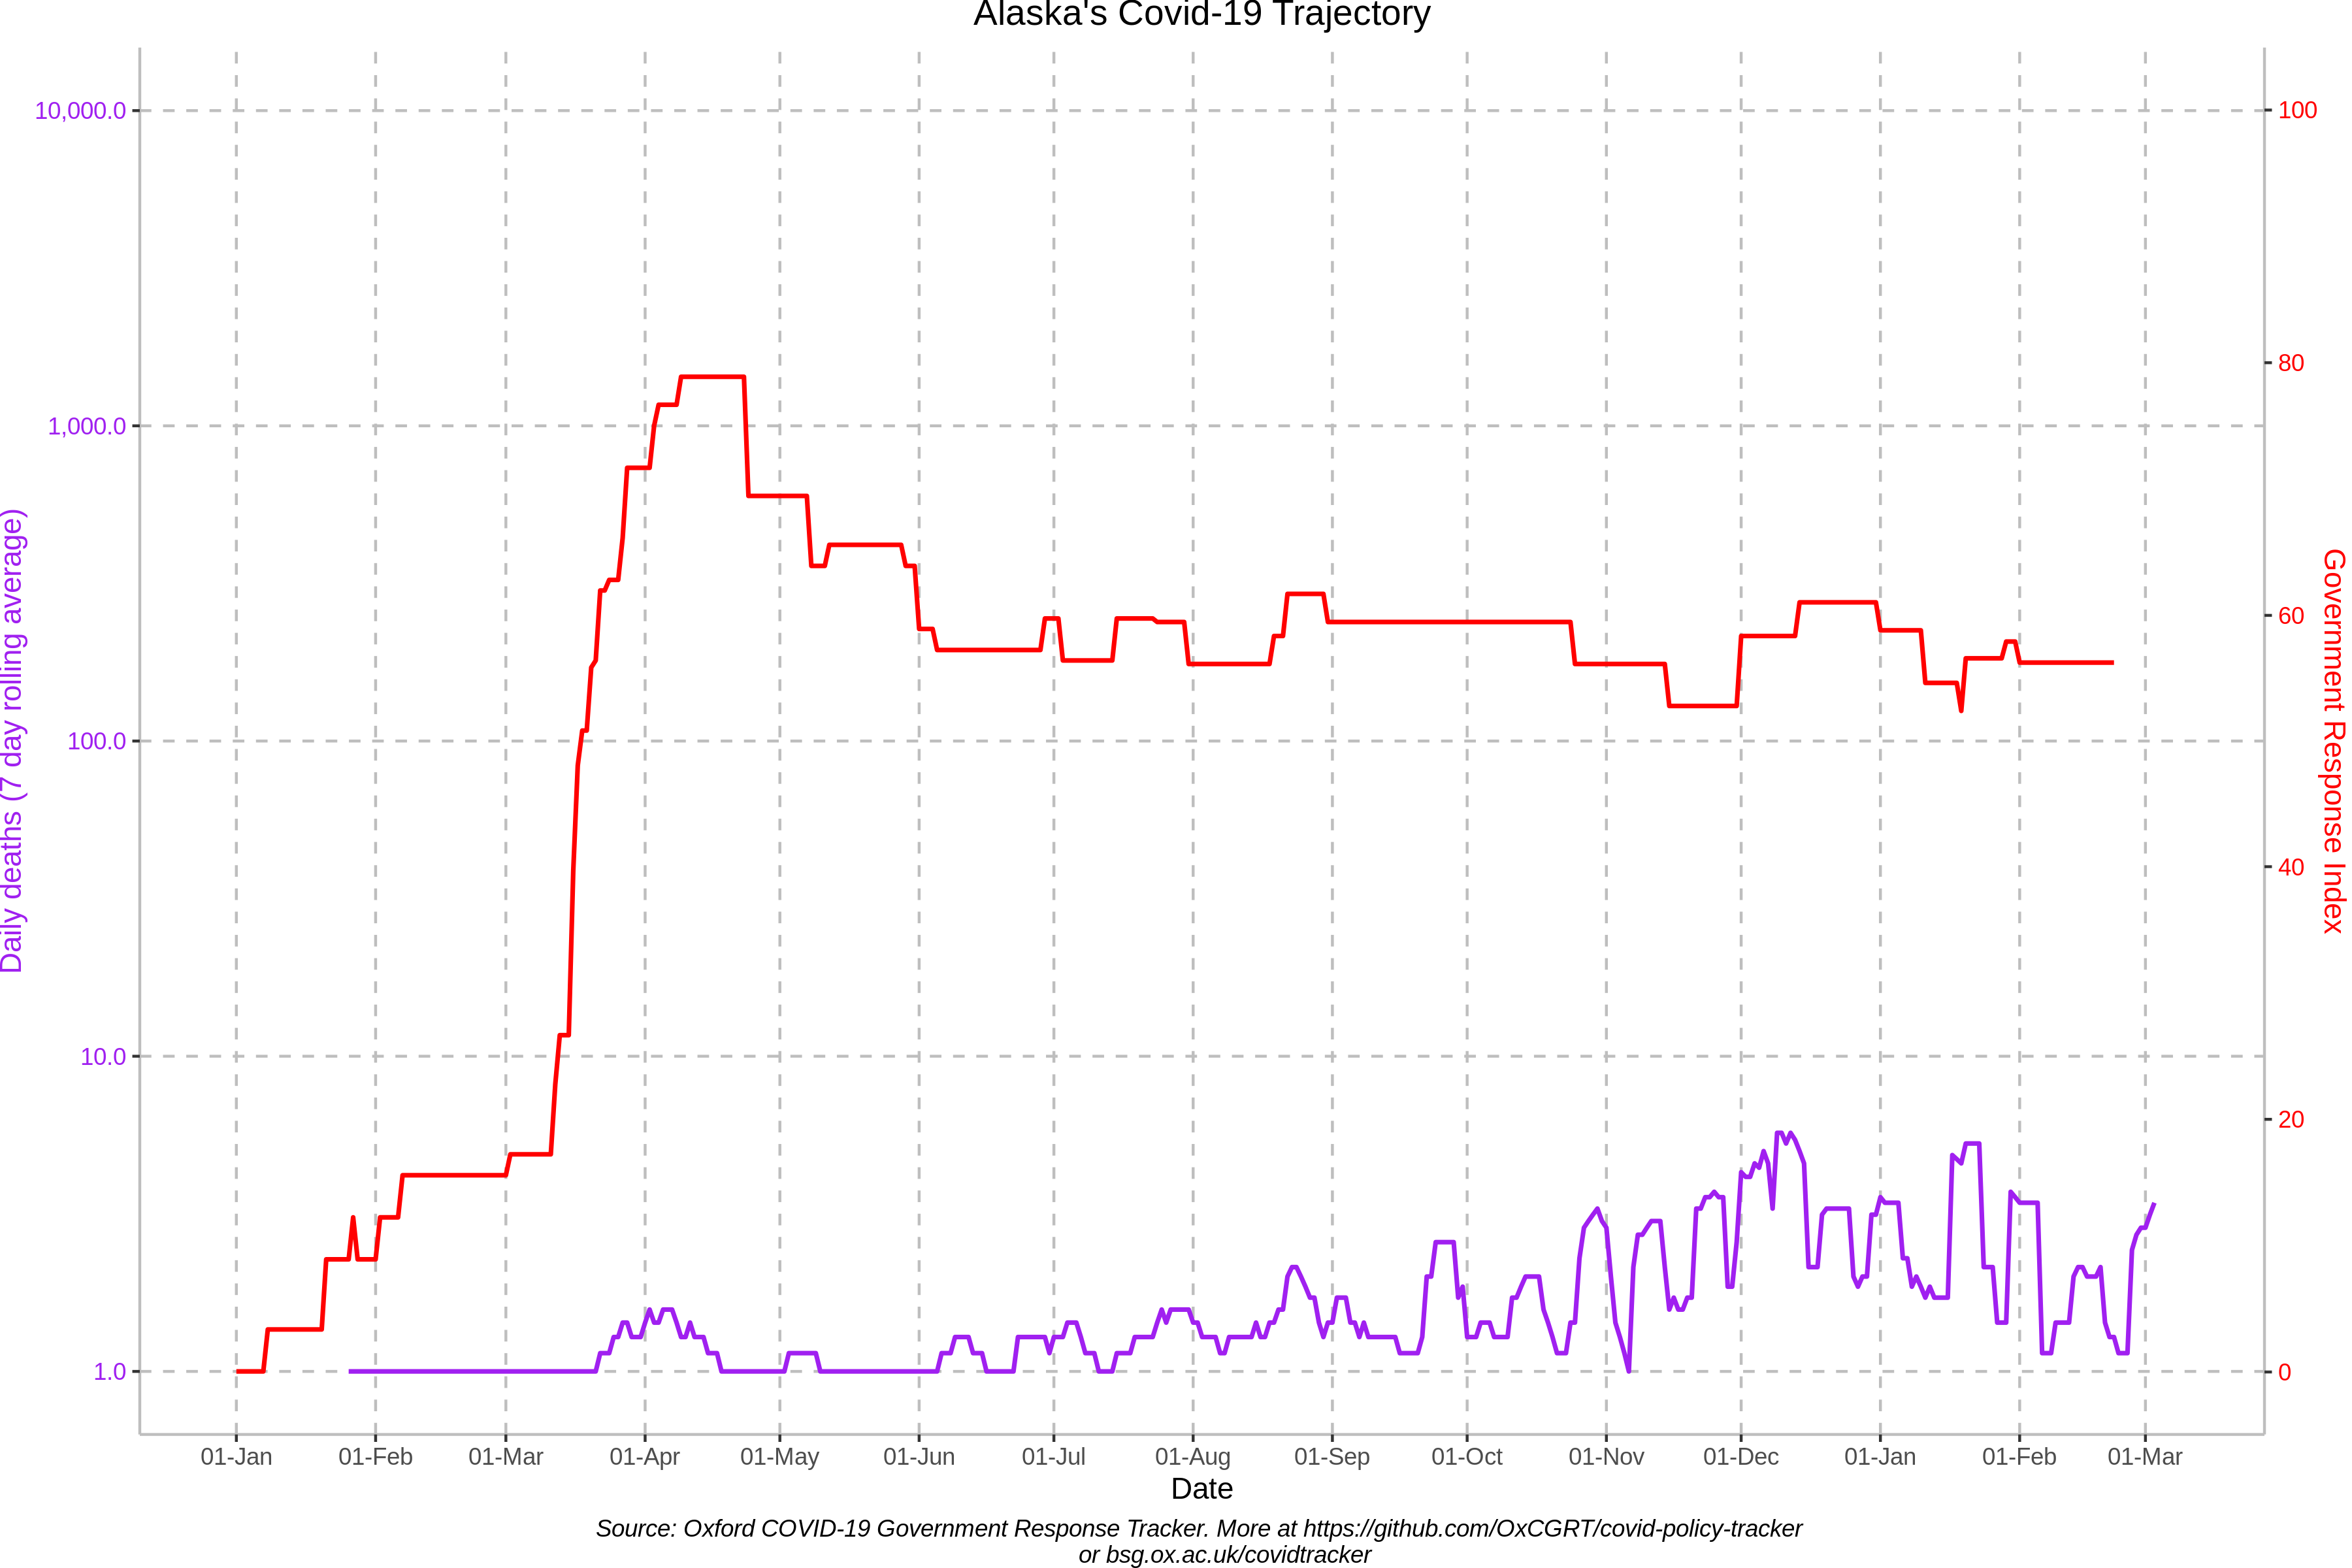 Alaska's Covid-19 Trajectory
10,000.0
1,000.0
100.0
10.0
1.0
Daily deaths (7 day rolling average)
100
80
60
40
20
0
Government Response Index
01-Jan 01-Feb 01-Mar 01-Apr 01-May 01-Jun 01-Jul 01-Aug 01-Sep 01-Oct 01-Nov 01-Dec 01-Jan 01-Feb 01-Mar
Date
Source: Oxford COVID-19 Government Response Tracker. More at https://github.com/OxCGRT/covid-policy-tracker
or bsg.ox.ac.uk/covidtracker